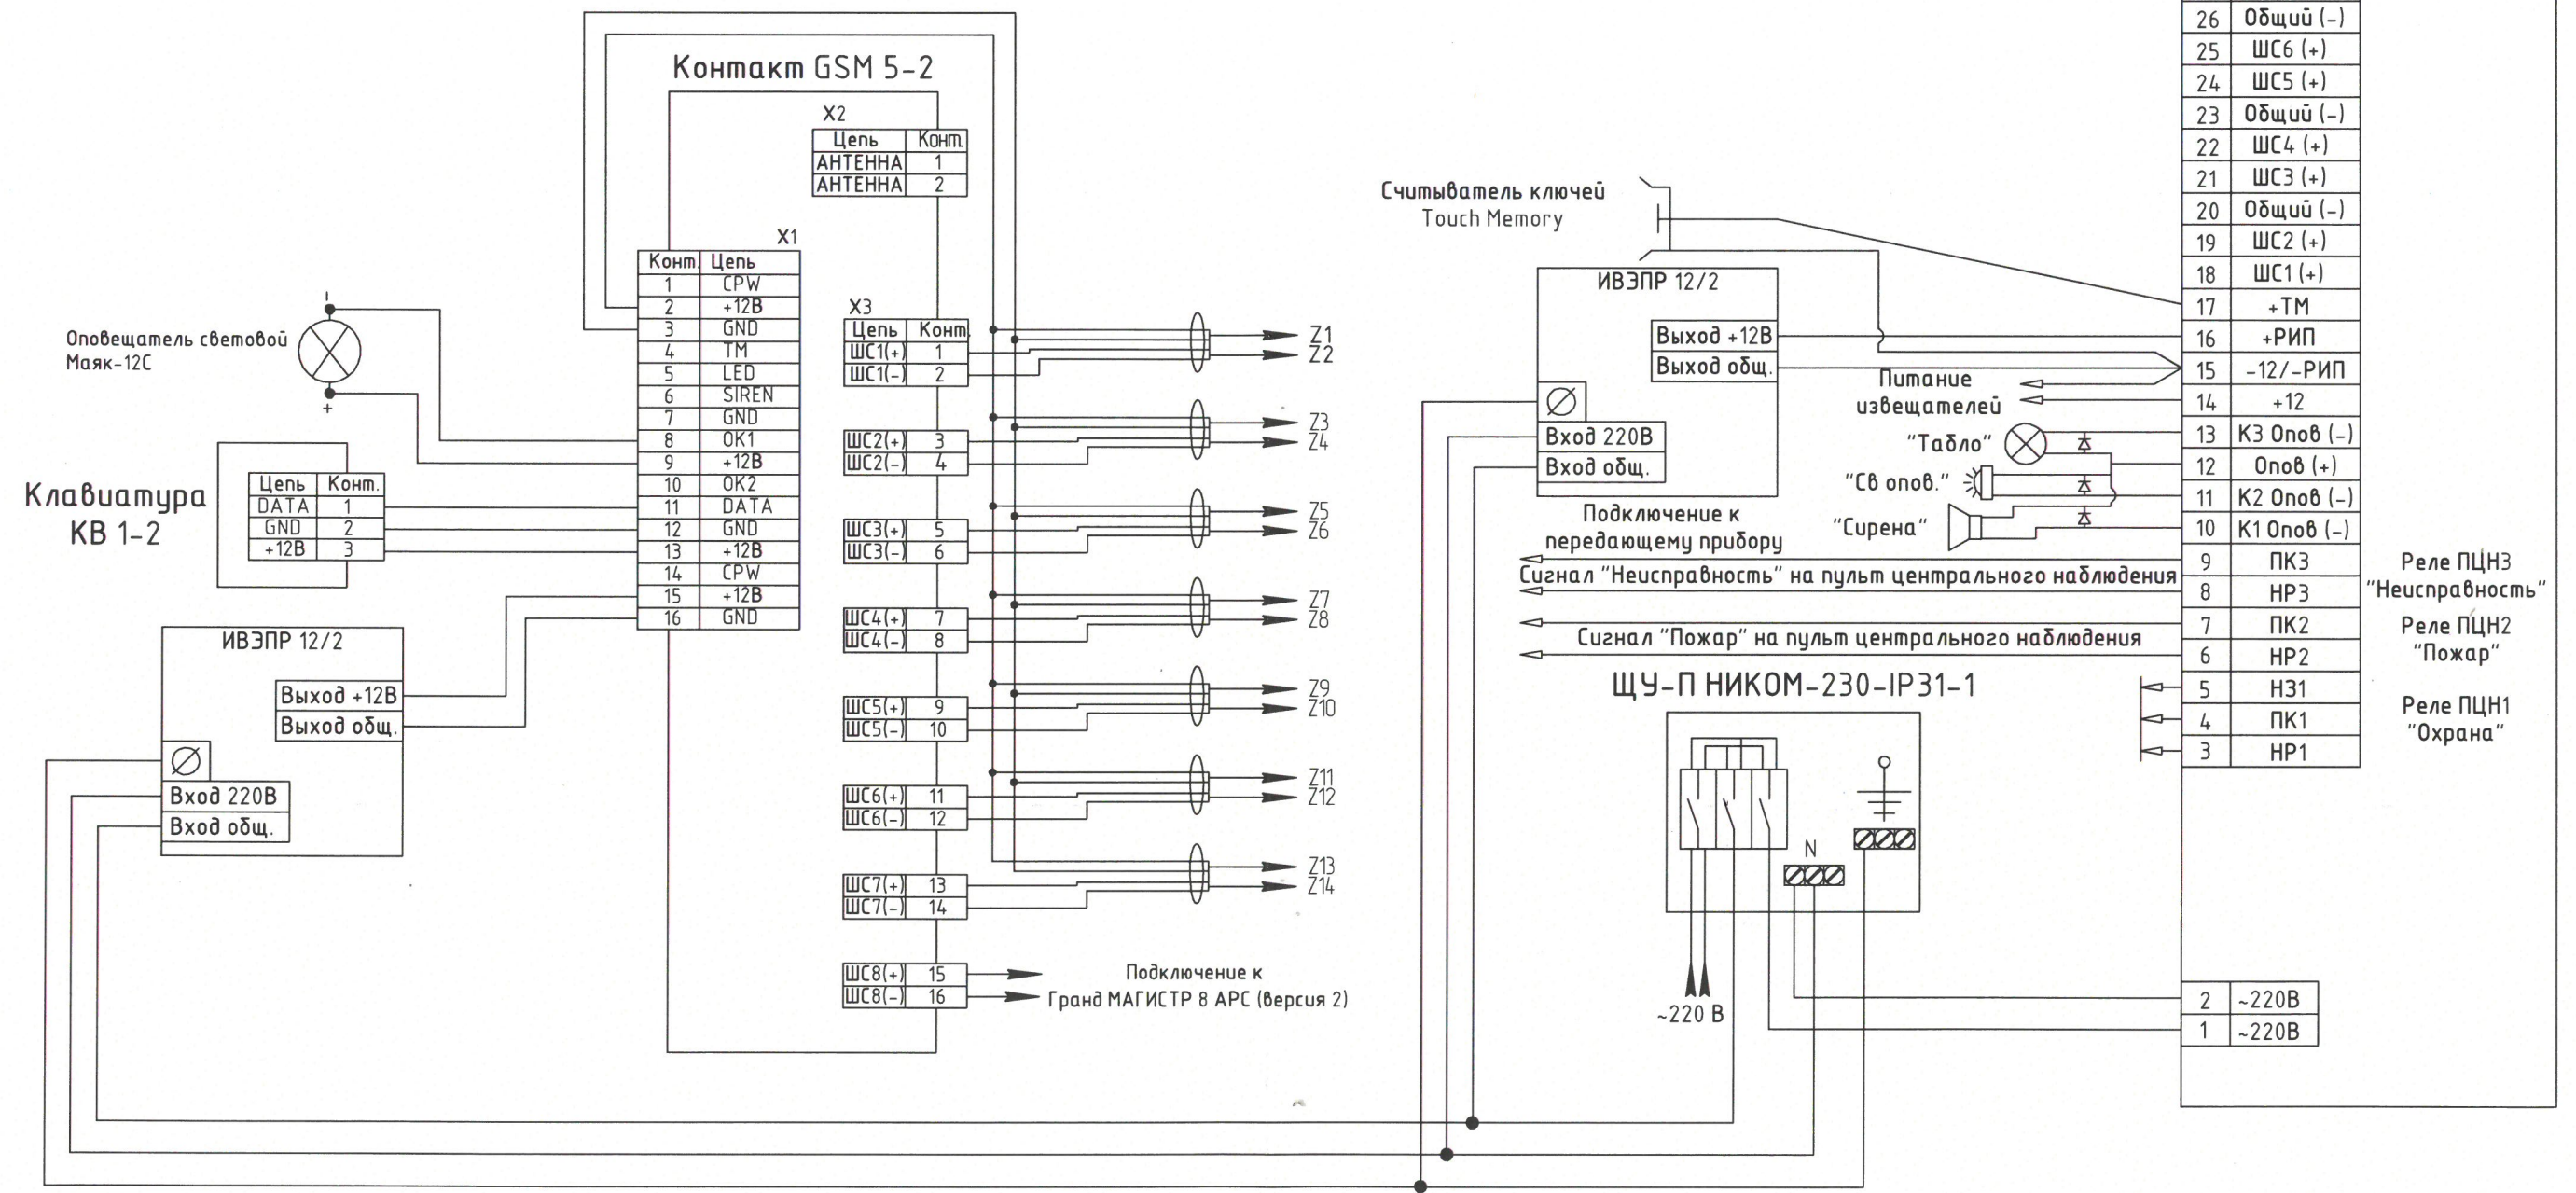 Контакт GSM 5-2
X2
Цепь Конт.
АНТЕННА 1
АНТЕННА 2
X1
Конт. Цепь
1 CPW
2 +12В
3 GND
4 TM
5 LED
6 SIREN
7 GND
8 OK1
9 +12В
10 OK2
11 DATA
12 GND
13 +12В
14 CPW
15 +12В
16 GND
-
Оповещатель световой
Маяк-12С
+
Клавиатура
КВ 1-2
Цепь Конт.
DATA 1
GND 2
+12В 3
ИВЭПР 12/2
Выход +12В
Выход общ.
Вход 220В
Вход общ.
X3
Цепь Конт.
ШС1(+) 1
ШС1(-) 2
ШС2(+) 3
ШС2(-) 4
ШС3(+) 5
ШС3(-) 6
ШС4(+) 7
ШС4(-) 8
ШС5(+) 9
ШС5(-) 10
ШС6(+) 11
ШС6(-) 12
ШС7(+) 13
ШС7(-) 14
ШС8(+) 15
ШС8(-) 16
Z1
Z2
Z3
Z4
Z5
Z6
Z7
Z8
Z9
Z10
Z11
Z12
Z13
Z14
Подключение к
Гранд МАГИСТР 8 АРС (версия 2)
Считыватель ключей
Touch Memory
ИВЭПР 12/2
Выход +12В
Выход общ.
Вход 220В
Вход общ.
Питание
извещателей
"Табло"
"Св опов."
"Сирена"
Подключение к
передающему прибору
Сигнал "Неисправность" на пульт центрального наблюдения
Сигнал "Пожар" на пульт центрального наблюдения
ЩУ-П НИКОМ-230-IP31-1
N
~220 В
26 Общий (-)
25 ШС6 (+)
24 ШС5 (+)
23 Общий (-)
22 ШС4 (+)
21 ШС3 (+)
20 Общий (-)
19 ШС2 (+)
18 ШС1 (+)
17 +ТМ
16 +РИП
15 -12/-РИП
14 +12
13 К3 Опов (-)
12 Опов (+)
11 К2 Опов (-)
10 К1 Опов (-)
9 ПК3
8 НР3
7 ПК2
6 НР2
5 НЗ1
4 ПК1
3 НР1
2 ~220В
1 ~220В
Реле ПЦН3
"Неисправность"
Реле ПЦН2
"Пожар"
Реле ПЦН1
"Охрана"